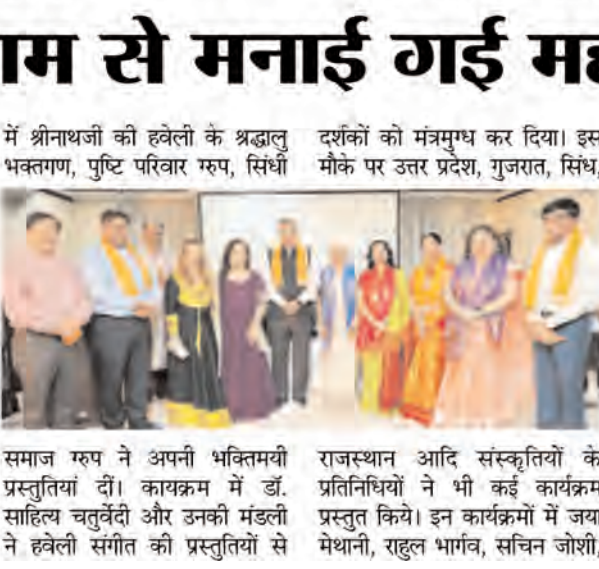 से मनाई गई
में श्रीनाथजी की हवेली के श्रद्धालु
भक्तगण, पुष्टि परिवार ग्रुप, सिंधी
समाज ग्रुप ने अपनी भक्तिमयी
प्रस्तुतियां दीं। कायक्रम में डॉ.
साहित्य चतुर्वेदी और उनकी मंडली
ने हवेली संगीत की प्रस्तुतियों से
दर्शकों को मंत्रमुग्ध कर दिया। इस
मौके पर उत्तर प्रदेश, गुजरात, सिंध,
राजस्थान आदि संस्कृतियों के
प्रतिनिधियों ने भी कई कार्यक्रम
प्रस्तुत किये। इन कार्यक्रमों में जया
मेथानी, राहुल भार्गव, सचिन जोशी,